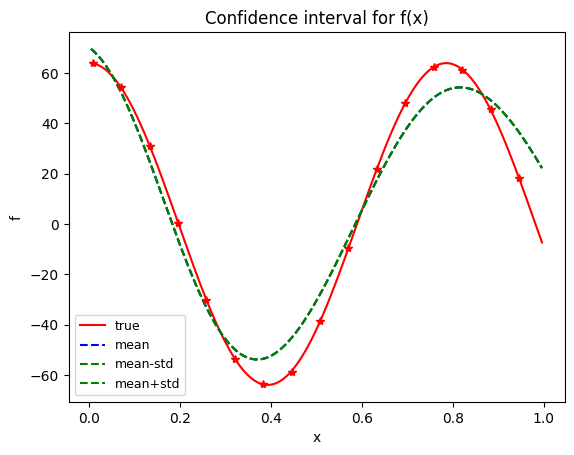 Confidence interval for f(x)
f
60
40
20
0
−20
−40
−60
true
mean
mean-std
mean+std
0.0 0.2 0.4 0.6 0.8 1.0
x